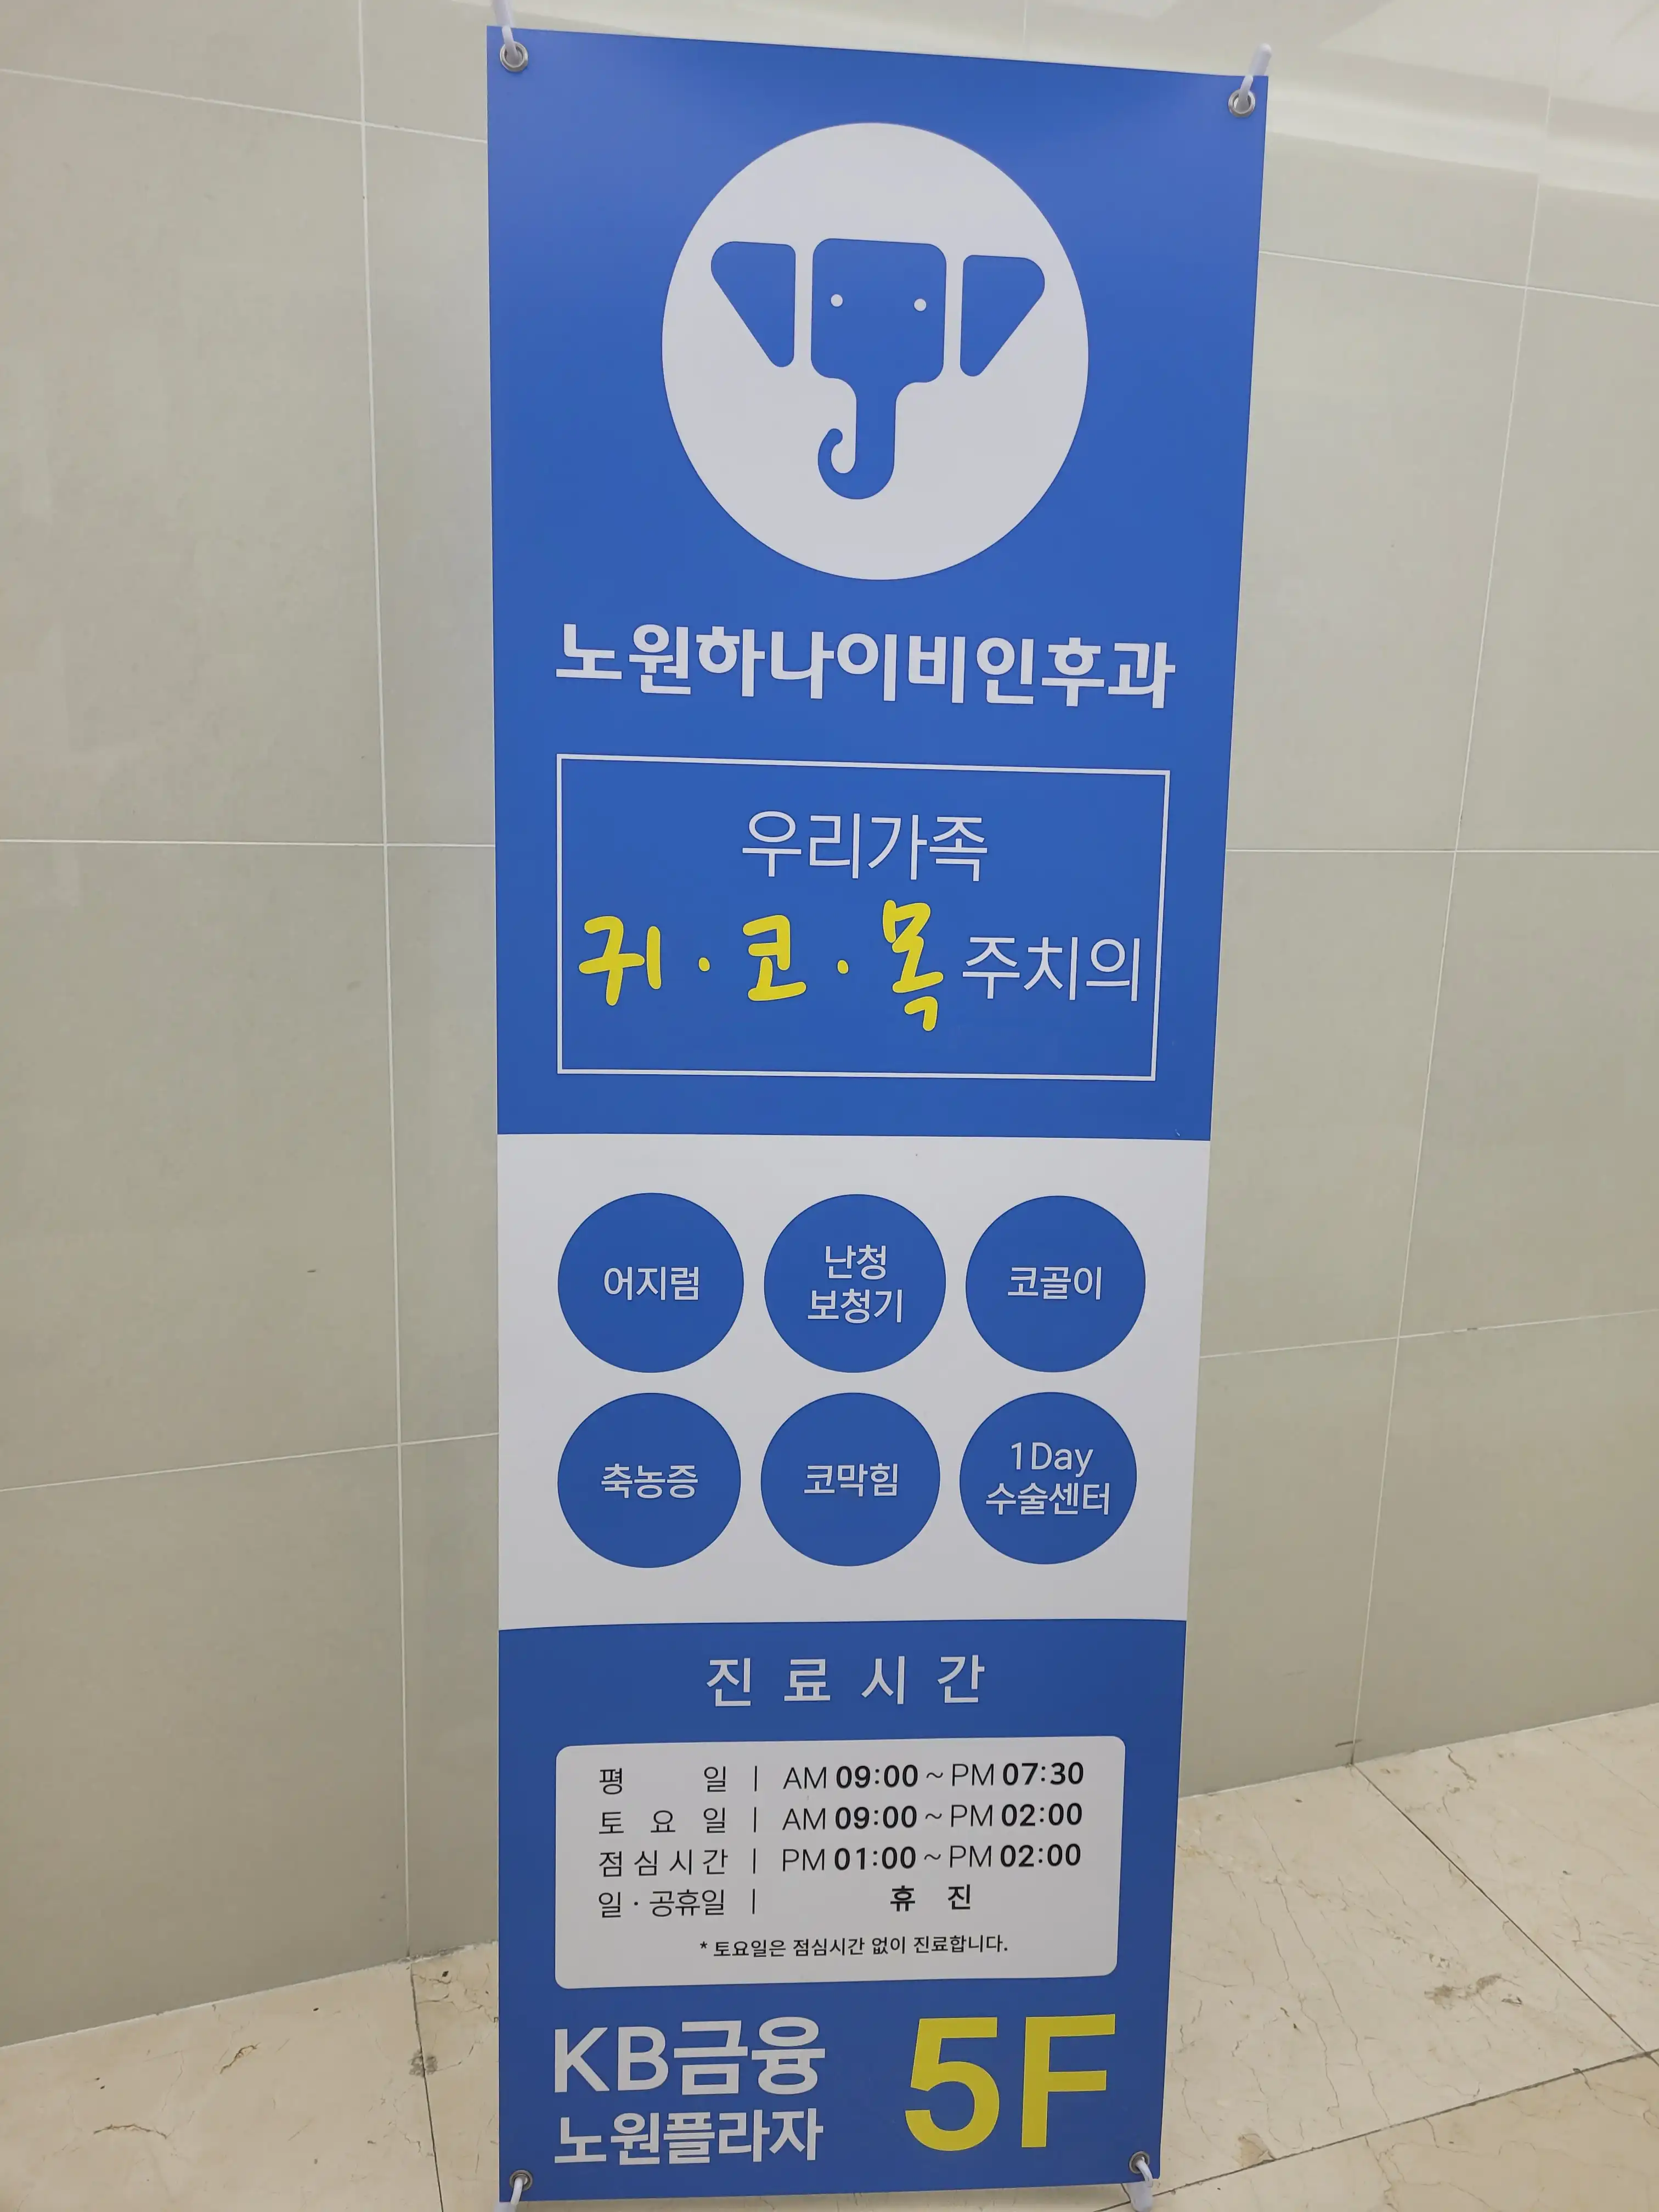 노원하나이비인후과
우리가족
귀·코·목 주치의
어지럼
난청
보청기
코골이
축농증
코막힘
1Day
수술센터
진료시간
평 일 | AM 09:00 ~ PM 07:30
토 요 일 | AM 09:00 ~ PM 02:00
점심시간 | PM 01:00 ~ PM 02:00
일·공휴일 | 휴 진
* 토요일은 점심시간 없이 진료합니다.
KB금융
노원플라자
5F